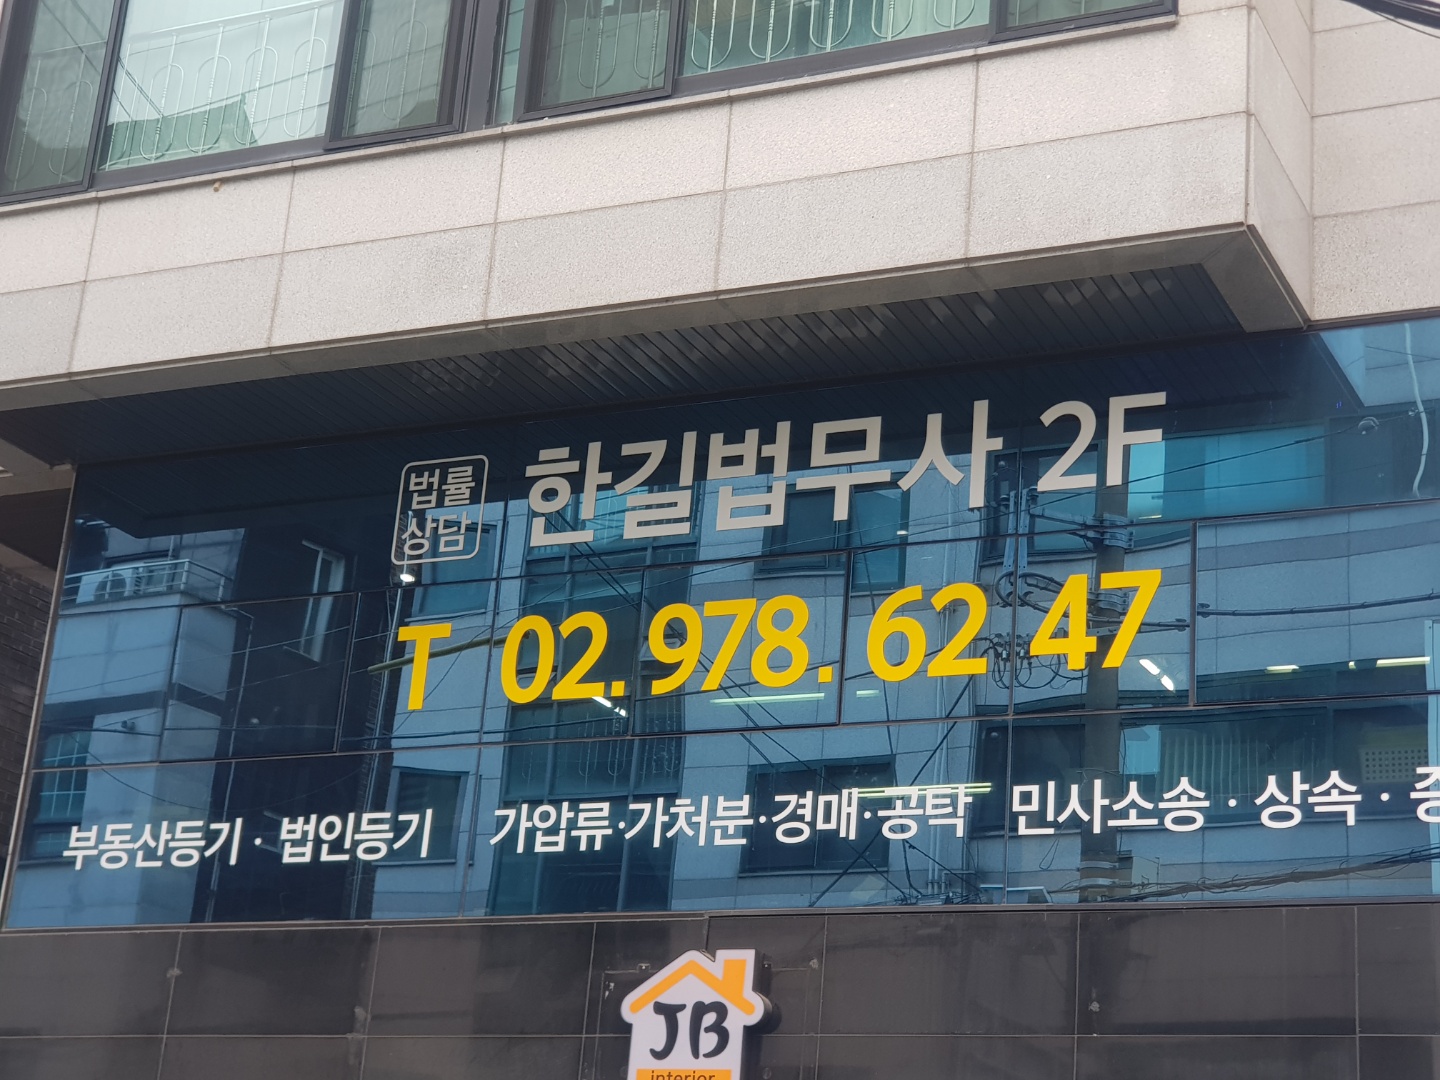 법률
상담
한길법무사 2F
T 02. 978. 62 47
부동산등기 · 법인등기 가압류·가처분·경매·공탁 민사소송 · 상속 ·
JB
interior